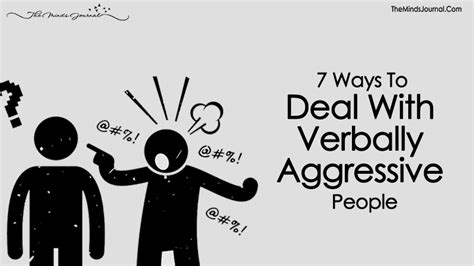 The Minds Journal
TheMindsJournal.Com
?
@#%!
@#%!
@#%!
@#%!
7 Ways To
Deal With
Verbally
Aggressive
People